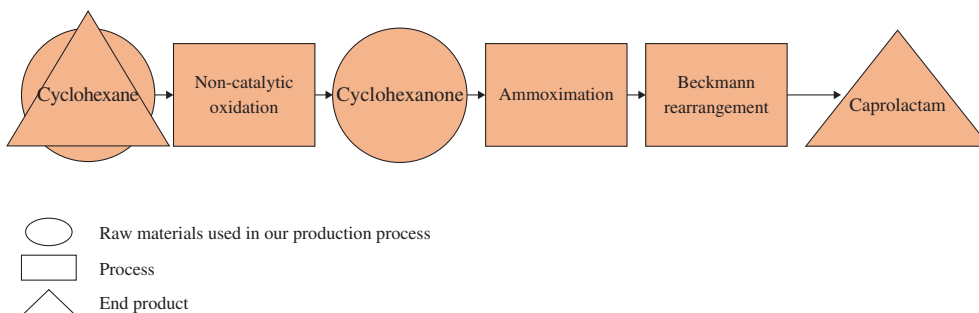 Cyclohexane
Non-catalytic
oxidation
Cyclohexanone
Ammoximation
Beckmann
rearrangement
Caprolactam
Raw materials used in our production process
Process
End product